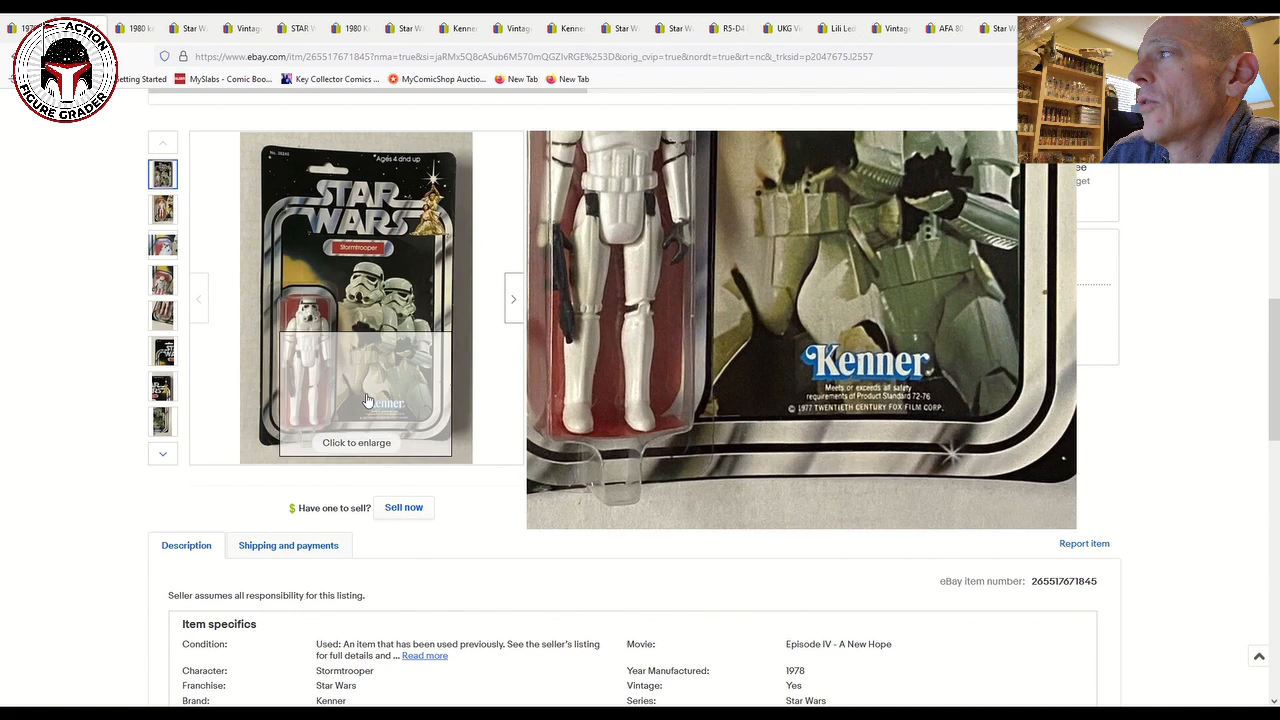 ACTION
FIGURE GRADER
1980 k
Star W
Vintag
STAR W
1980 K
Star W
Kenne
Vintag
Kenn
Star W
Star W
R5-D4
UKG Vi
Lili Led
Vintag
AFA 80
Star W
https://www.ebay.com/itm/265517671845?nma=true&si=jaRMx5Q8cASub6M570mQGZlvRGE%253D&orig_cvip=true&nordt=true&rt=nc&_trksid=p2047675.l2557
etting Started
MySlabs - Comic Boo...
Key Collector Comics ...
MyComicShop Auctio...
New Tab
New Tab
Ages 4 and up
STAR
WARS
Stormtrooper
Kenner
Click to enlarge
Kenner
Meets or exceeds all safety
requirements of Product Standard 72-76
© 1977 TWENTIETH CENTURY FOX FILM CORP.
ee
get
$ Have one to sell?
Sell now
Description
Shipping and payments
Report item
eBay item number: 265517671845
Seller assumes all responsibility for this listing.
Item specifics
Condition:
Used: An item that has been used previously. See the seller's listing
for full details and ... Read more
Movie:
Episode IV - A New Hope
Character:
Stormtrooper
Year Manufactured:
1978
Franchise:
Star Wars
Vintage:
Yes
Brand:
Kenner
Series:
Star Wars